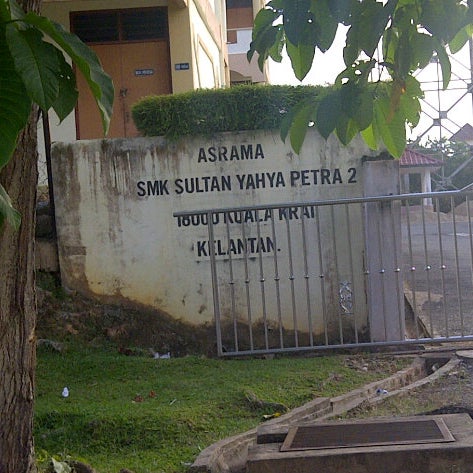 ASRAMA
SMK SULTAN YAHYA PETRA 2
18000 KUALA KRAI
KELANTAN.